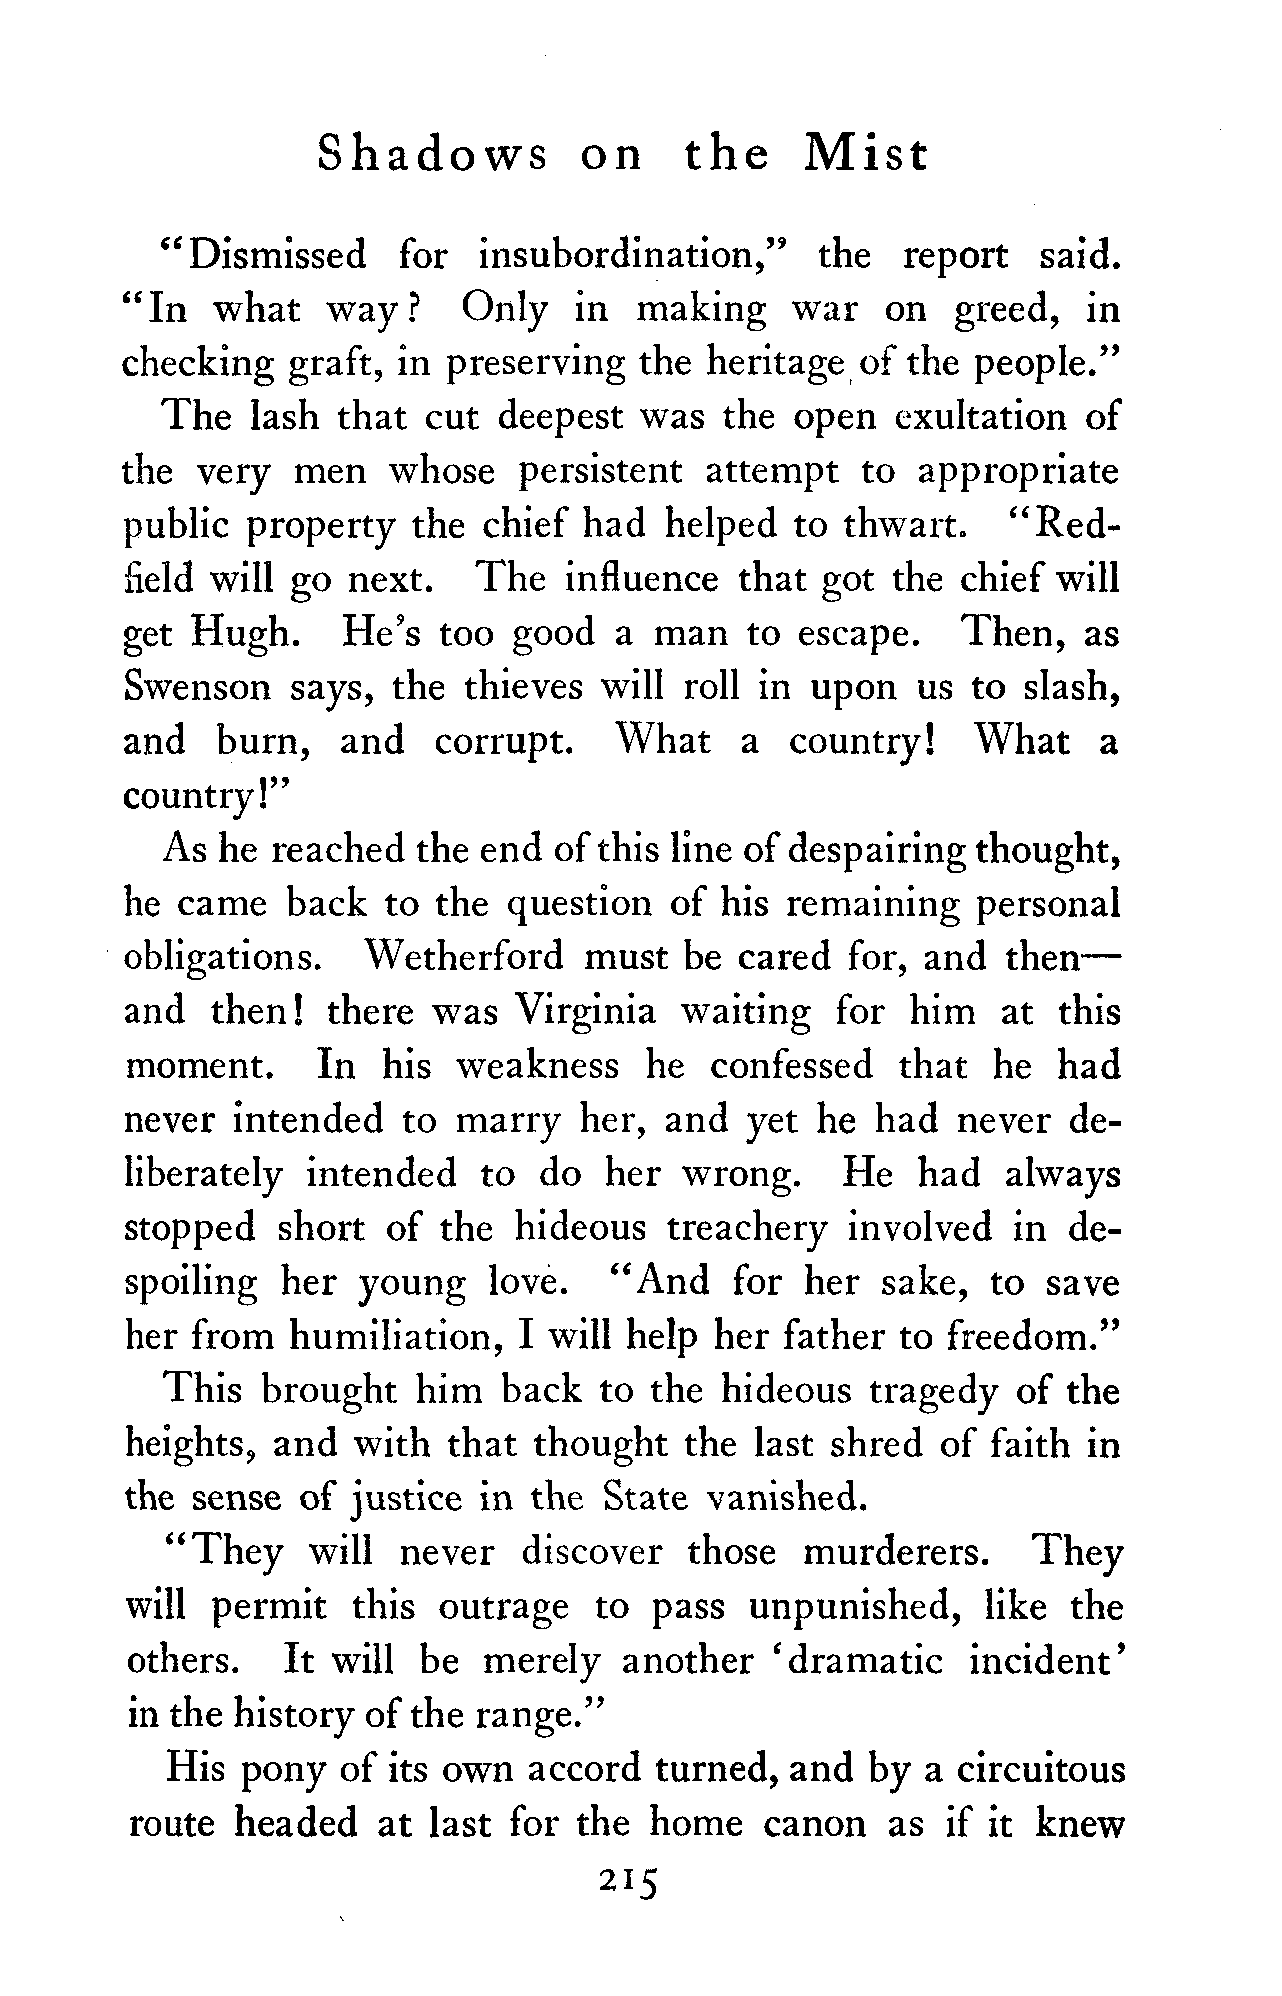 Shadows on the Mist
“Dismissed for insubordination,” the report said.
“In what way? Only in making war on greed, in
checking graft, in preserving the heritage of the people.”
The lash that cut deepest was the open exultation of
the very men whose persistent attempt to appropriate
public property the chief had helped to thwart. “Red-
field will go next. The influence that got the chief will
get Hugh. He’s too good a man to escape. Then, as
Swenson says, the thieves will roll in upon us to slash,
and burn, and corrupt. What a country! What a
country!”
As he reached the end of this line of despairing thought,
he came back to the question of his remaining personal
obligations. Wetherford must be cared for, and then—
and then! there was Virginia waiting for him at this
moment. In his weakness he confessed that he had
never intended to marry her, and yet he had never de-
liberately intended to do her wrong. He had always
stopped short of the hideous treachery involved in de-
spoiling her young love. “And for her sake, to save
her from humiliation, I will help her father to freedom.”
This brought him back to the hideous tragedy of the
heights, and with that thought the last shred of faith in
the sense of justice in the State vanished.
“They will never discover those murderers. They
will permit this outrage to pass unpunished, like the
others. It will be merely another ‘dramatic incident’
in the history of the range.”
His pony of its own accord turned, and by a circuitous
route headed at last for the home canon as if it knew
215